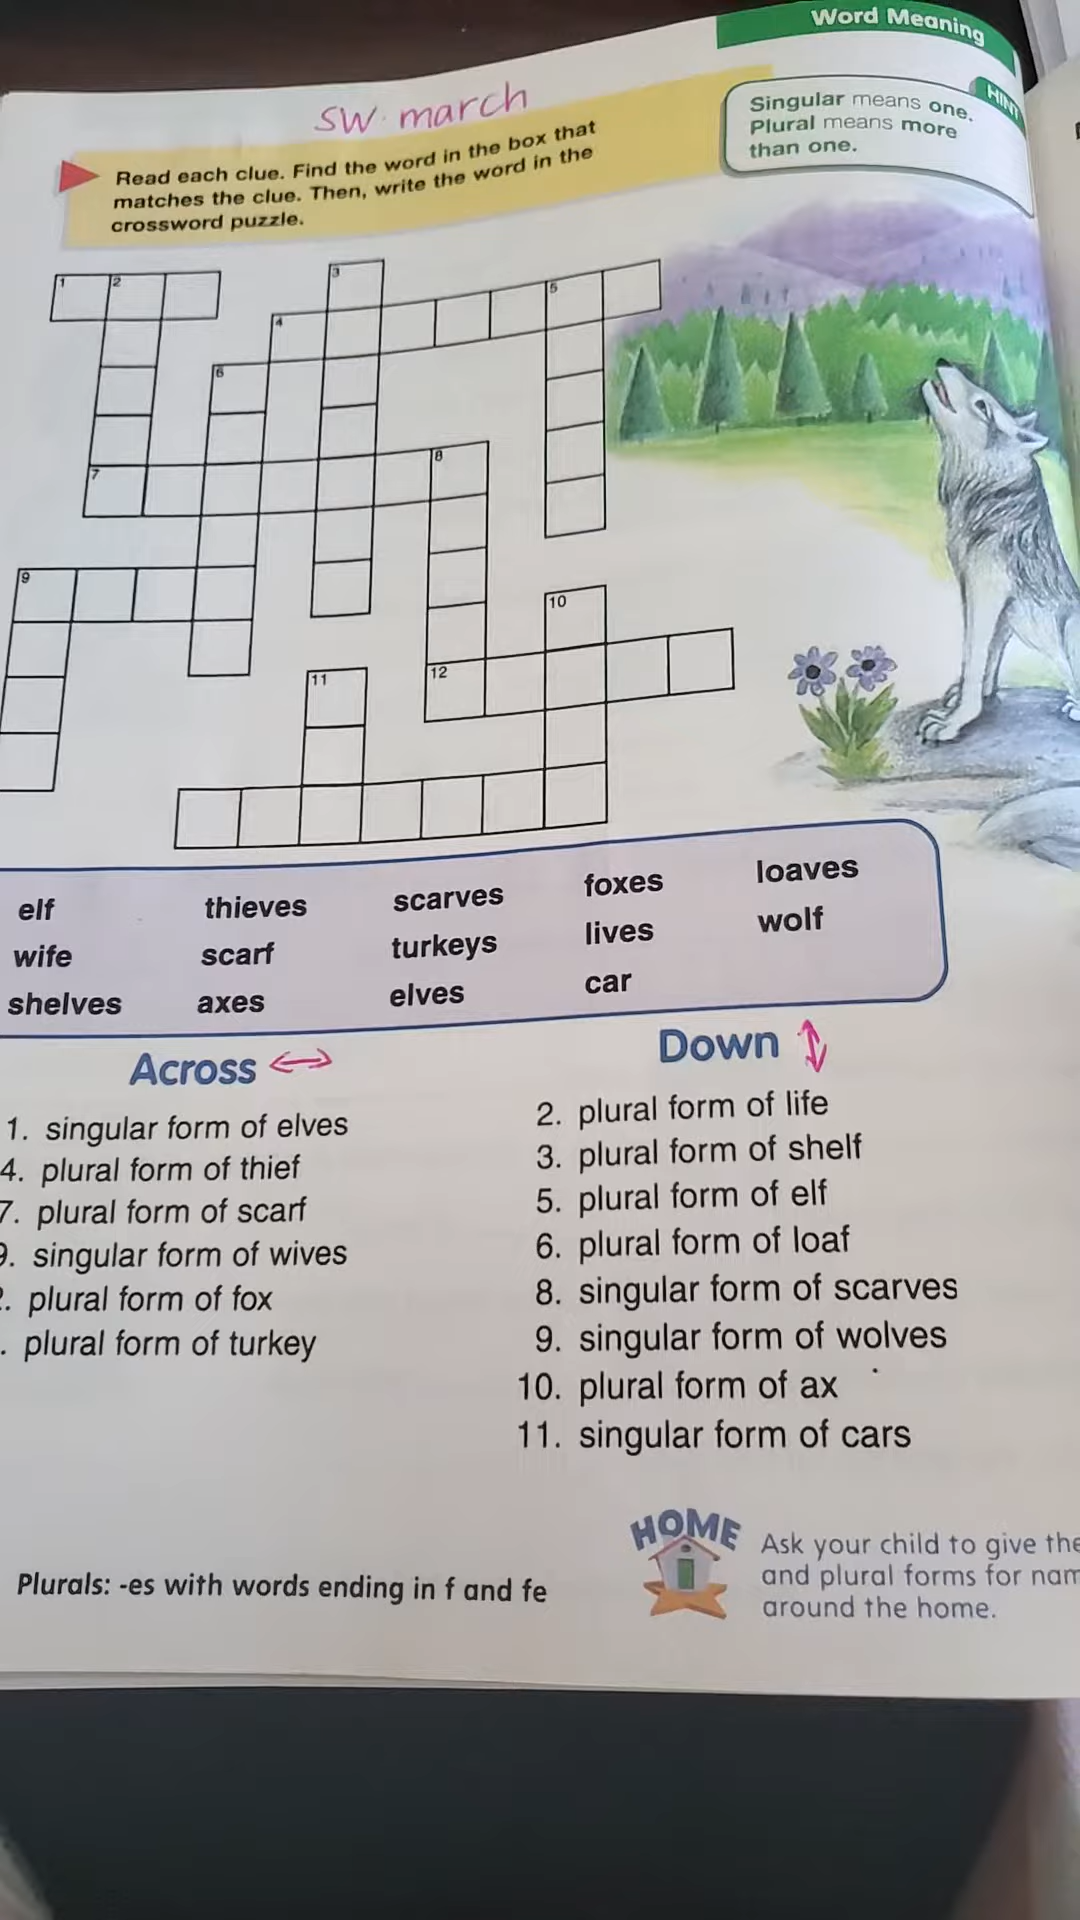 Word Meaning
sw. march
Read each clue. Find the word in the box that
matches the clue. Then, write the word in the
crossword puzzle.
HINT
Singular means one.
Plural means more
than one.
1 2 3
4 5
6
7 8
9
10
11 12
elf thieves scarves foxes loaves
wife scarf turkeys lives wolf
shelves axes elves car
Across
1. singular form of elves
4. plural form of thief
7. plural form of scarf
9. singular form of wives
. plural form of fox
. plural form of turkey
Down
2. plural form of life
3. plural form of shelf
5. plural form of elf
6. plural form of loaf
8. singular form of scarves
9. singular form of wolves
10. plural form of ax
11. singular form of cars
Plurals: -es with words ending in f and fe
HOME
Ask your child to give the
and plural forms for nam
around the home.